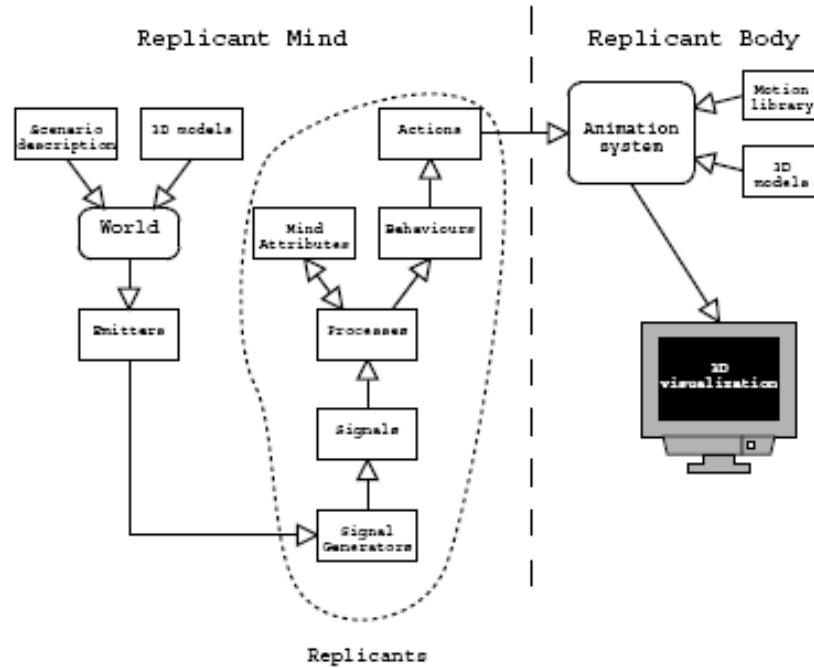 Replicant Mind
Replicant Body
Scenario
description
3D models
Actions
Animation
system
Motion
library
3D
models
World
Mind
Attributes
Behaviours
Emitters
Processes
3D
visualization
Signals
Signal
Generators
Replicants